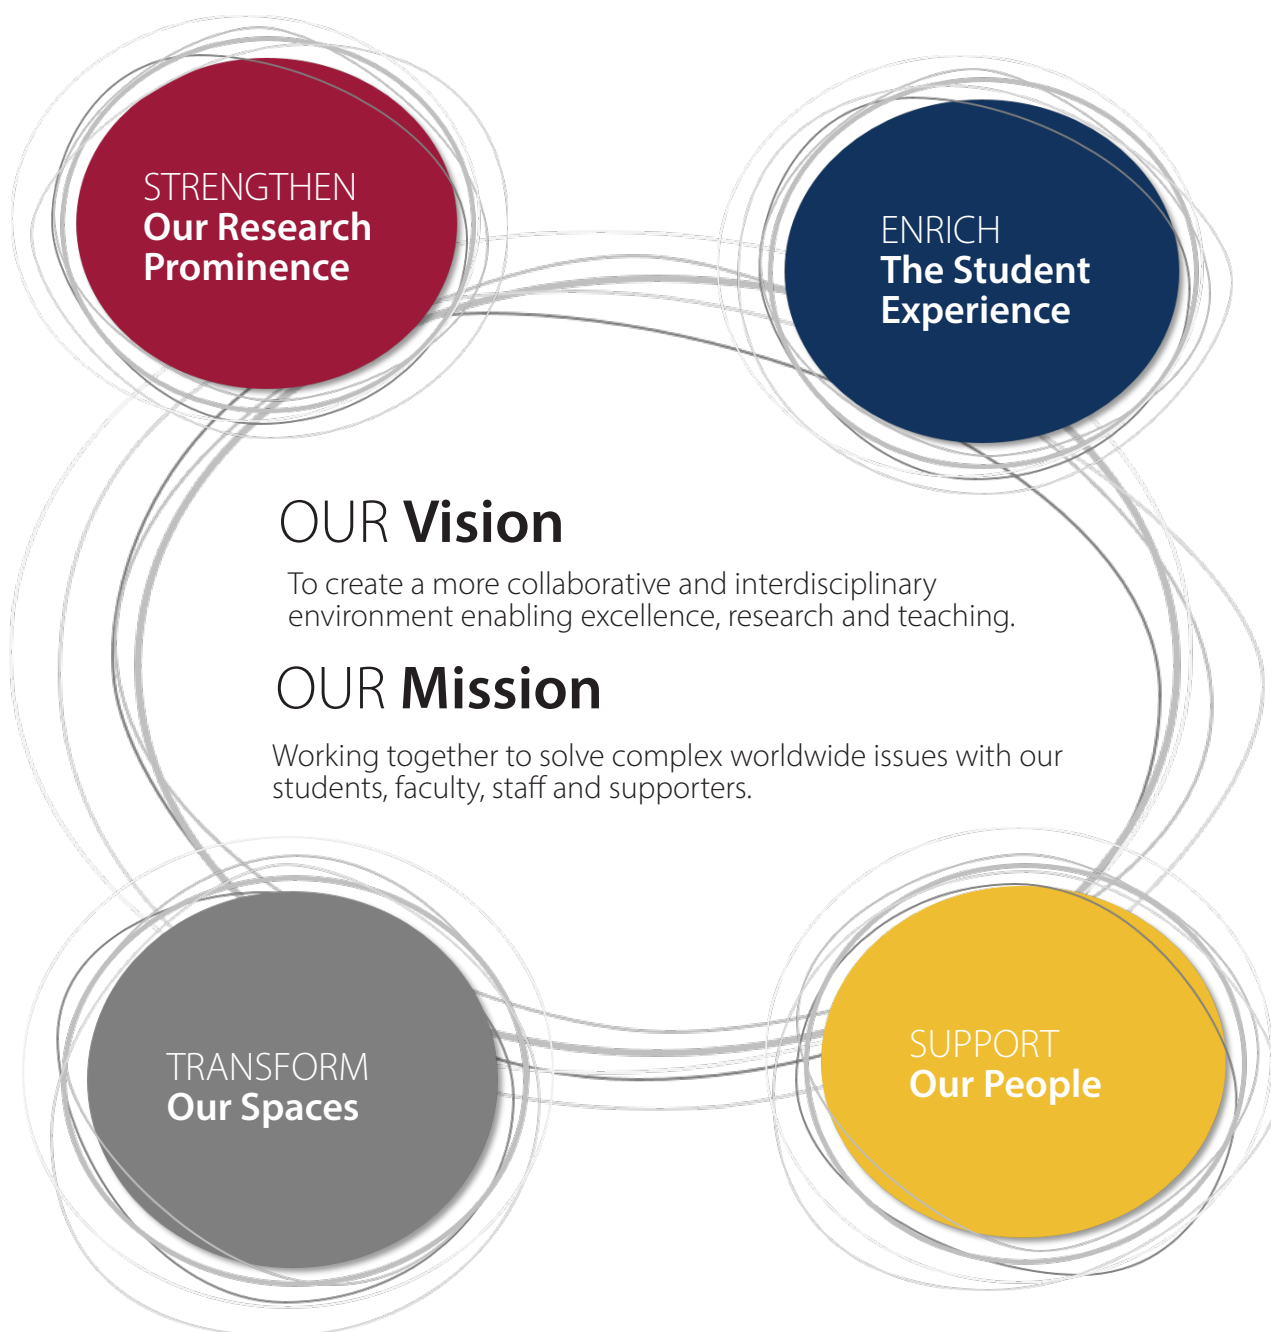 STRENGTHEN
Our Research
Prominence
ENRICH
The Student
Experience
OUR Vision
To create a more collaborative and interdisciplinary
environment enabling excellence, research and teaching.
OUR Mission
Working together to solve complex worldwide issues with our
students, faculty, staff and supporters.
TRANSFORM
Our Spaces
SUPPORT
Our People